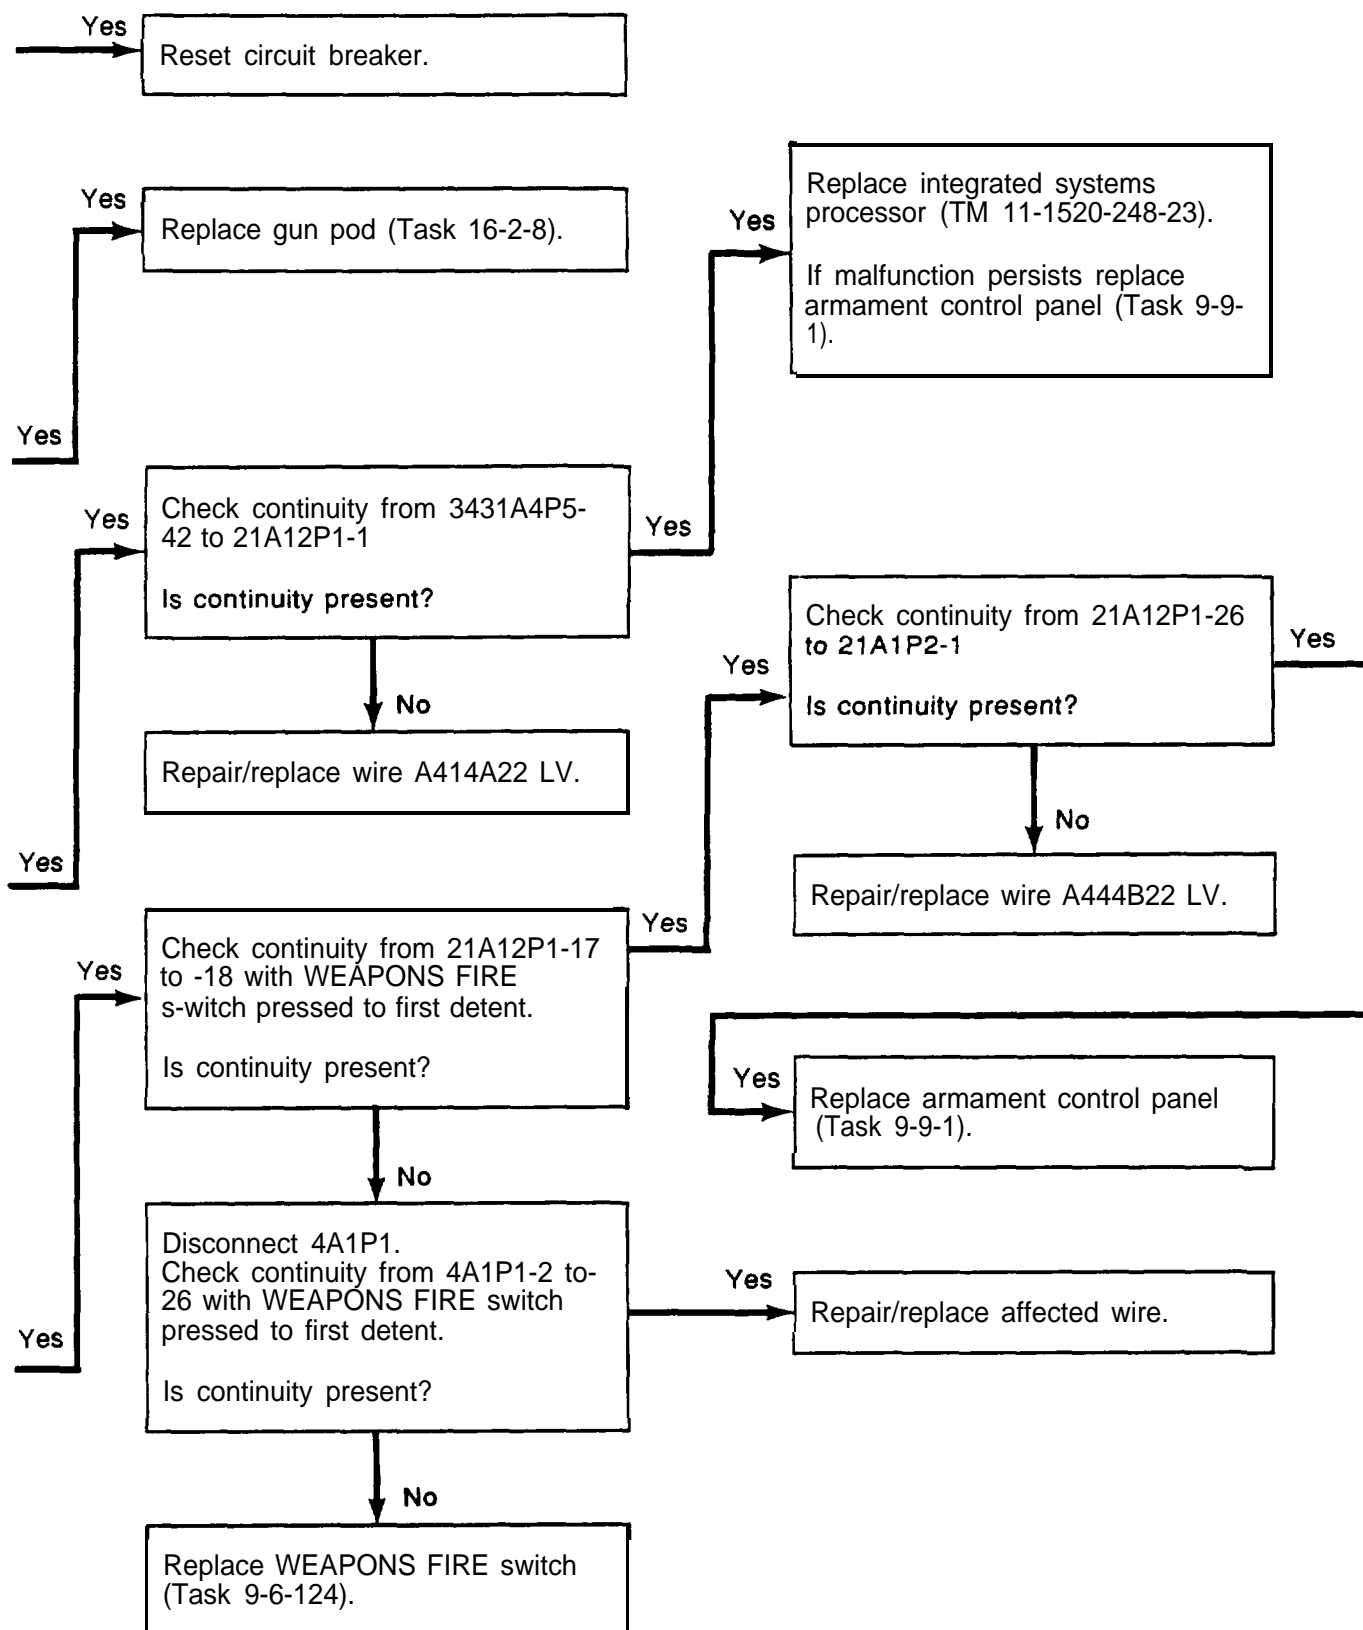 Yes
Reset circuit breaker.
Yes
Replace gun pod (Task 16-2-8).
Yes
Yes
Replace integrated systems
processor (TM 11-1520-248-23).
If malfunction persists replace
armament control panel (Task 9-9-
1).
Yes
Check continuity from 3431A4P5-
42 to 21A12P1-1
Is continuity present?
Yes
No
Repair/replace wire A414A22 LV.
Yes
Yes
Check continuity from 21A12P1-26
to 21A1P2-1
Is continuity present?
Yes
No
Repair/replace wire A444B22 LV.
Yes
Check continuity from 21A12P1-17
to -18 with WEAPONS FIRE
s-witch pressed to first detent.
Is continuity present?
Yes
Yes
Replace armament control panel
(Task 9-9-1).
No
Yes
Disconnect 4A1P1.
Check continuity from 4A1P1-2 to-
26 with WEAPONS FIRE switch
pressed to first detent.
Is continuity present?
Yes
Repair/replace affected wire.
No
Replace WEAPONS FIRE switch
(Task 9-6-124).